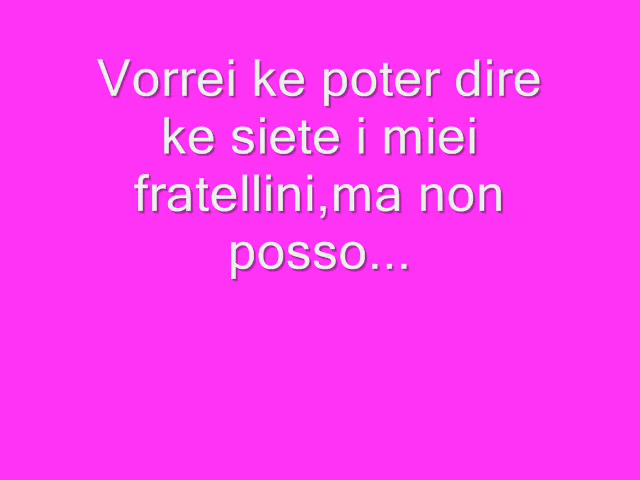 Vorrei ke poter dire
ke siete i miei
fratellini,ma non
posso...